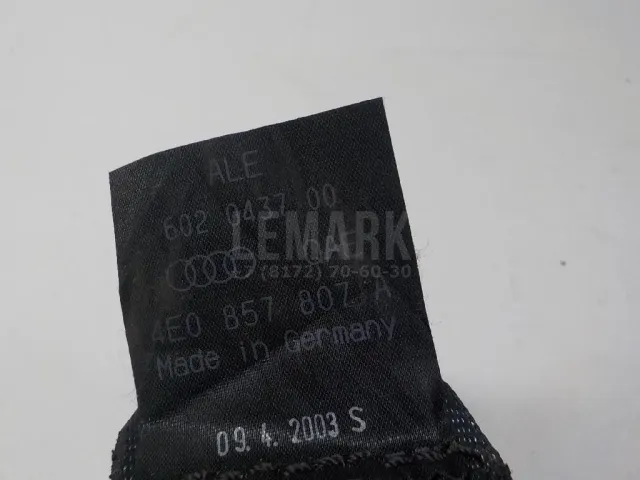 ALE
602 0437 00
LEMARK
(8172) 70-60-30
4E0 857 807 A
Made in Germany
09. 4. 2003 S